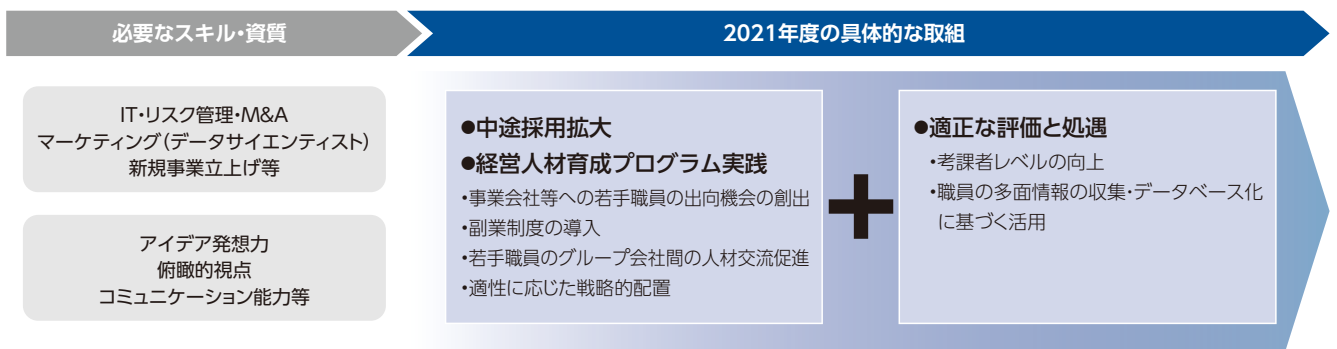 必要なスキル・資質
2021年度の具体的な取組
IT・リスク管理・M&A
マーケティング（データサイエンティスト）
新規事業立上げ等
アイデア発想力
俯瞰的視点
コミュニケーション能力等
●中途採用拡大
●経営人材育成プログラム実践
・事業会社等への若手職員の出向機会の創出
・副業制度の導入
・若手職員のグループ会社間の人材交流促進
・適性に応じた戦略的配置
+
●適正な評価と処遇
・考課者レベルの向上
・職員の多面情報の収集・データベース化
に基づく活用